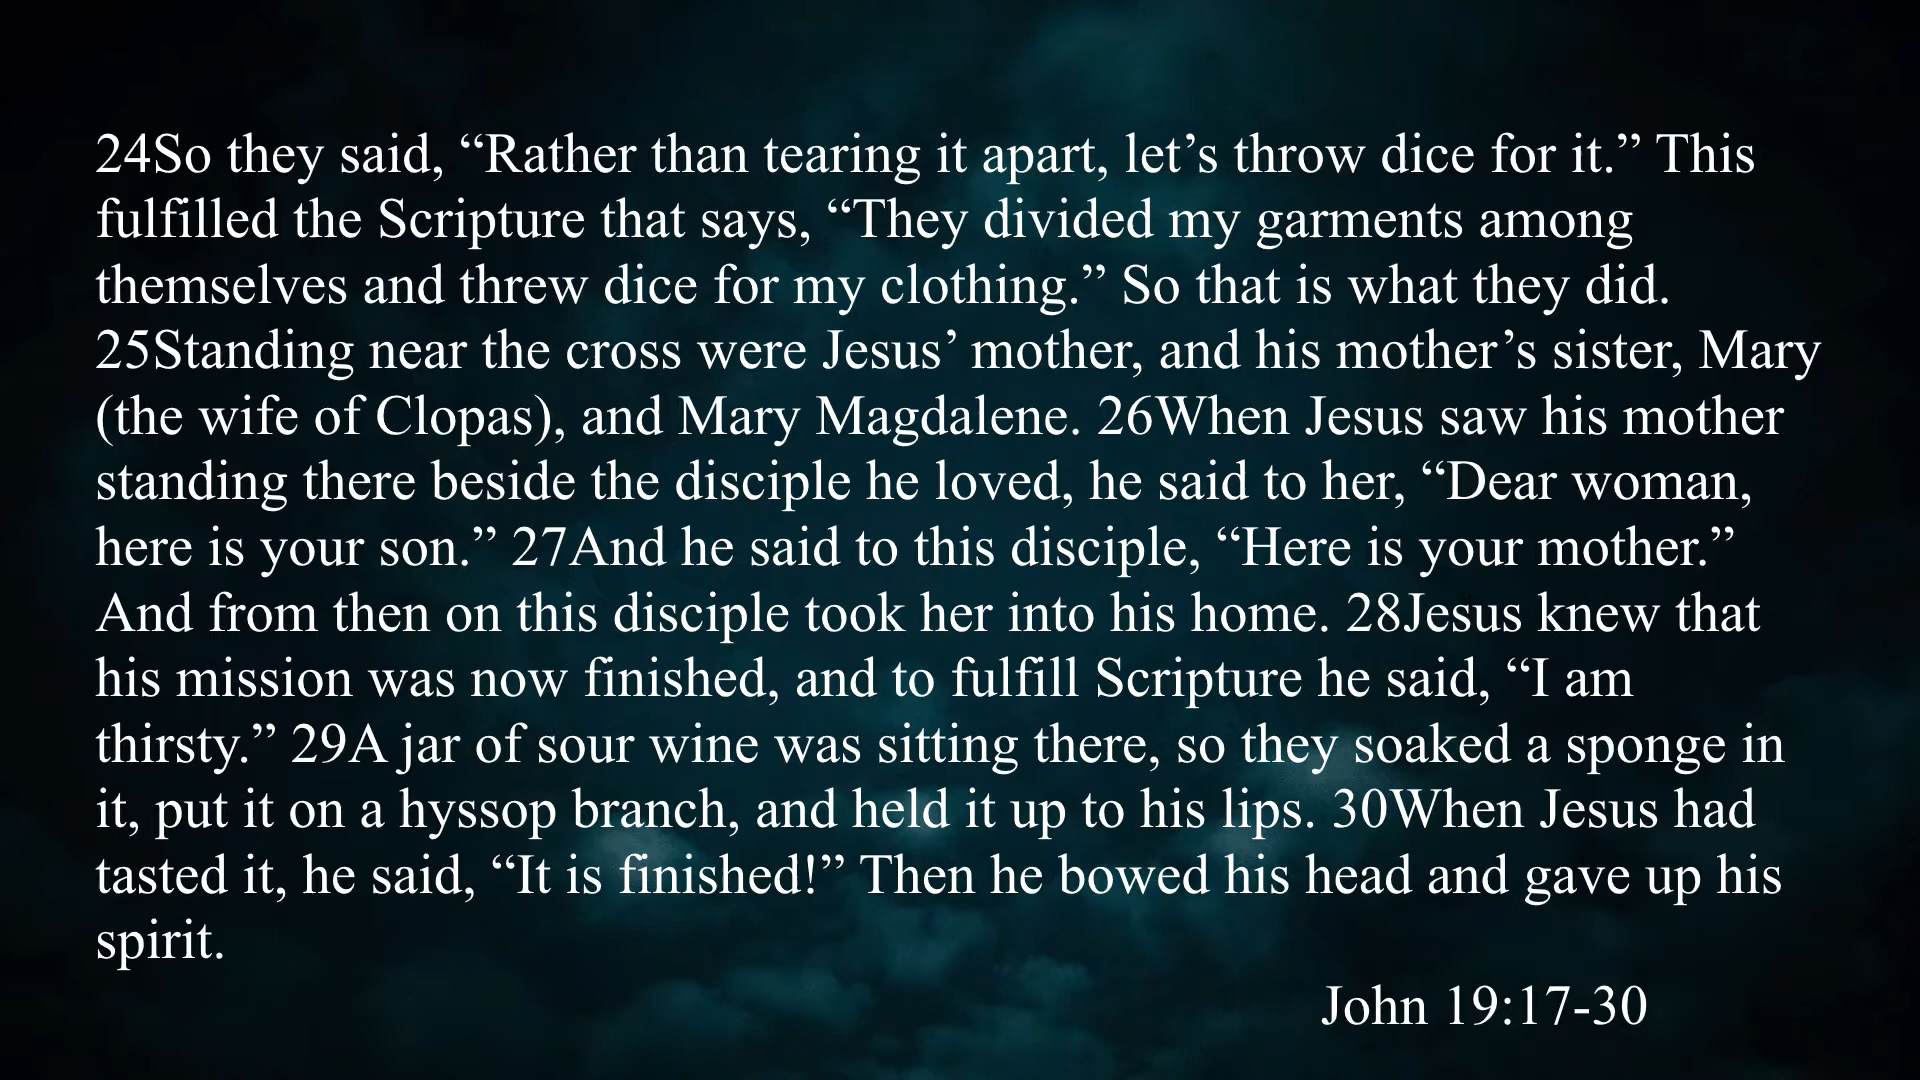 24So they said, “Rather than tearing it apart, let’s throw dice for it.” This
fulfilled the Scripture that says, “They divided my garments among
themselves and threw dice for my clothing.” So that is what they did.
25Standing near the cross were Jesus’ mother, and his mother’s sister, Mary
(the wife of Clopas), and Mary Magdalene. 26When Jesus saw his mother
standing there beside the disciple he loved, he said to her, “Dear woman,
here is your son.” 27And he said to this disciple, “Here is your mother.”
And from then on this disciple took her into his home. 28Jesus knew that
his mission was now finished, and to fulfill Scripture he said, “I am
thirsty.” 29A jar of sour wine was sitting there, so they soaked a sponge in
it, put it on a hyssop branch, and held it up to his lips. 30When Jesus had
tasted it, he said, “It is finished!” Then he bowed his head and gave up his
spirit.
John 19:17-30